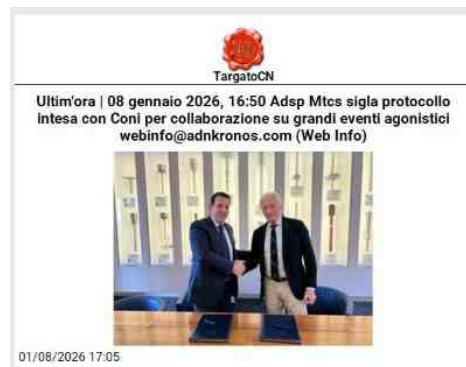 TargatoCN
Ultim'ora | 08 gennaio 2026, 16:50 Adsp Mtcs sigla protocollo
intesa con Coni per collaborazione su grandi eventi agonistici
webinfo@adnkronos.com (Web Info)
01/08/2026 17:05